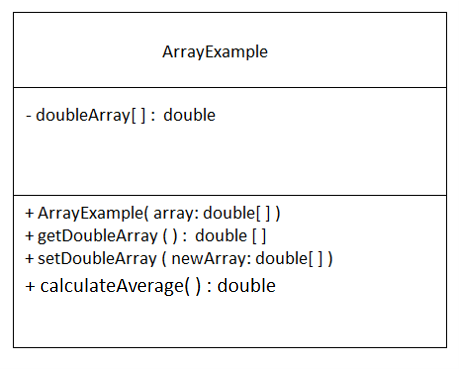 ArrayExample
- doubleArray[ ] : double
+ ArrayExample( array: double[ ] )
+ getDoubleArray ( ) : double [ ]
+ setDoubleArray ( newArray: double[ ] )
+ calculateAverage( ) : double